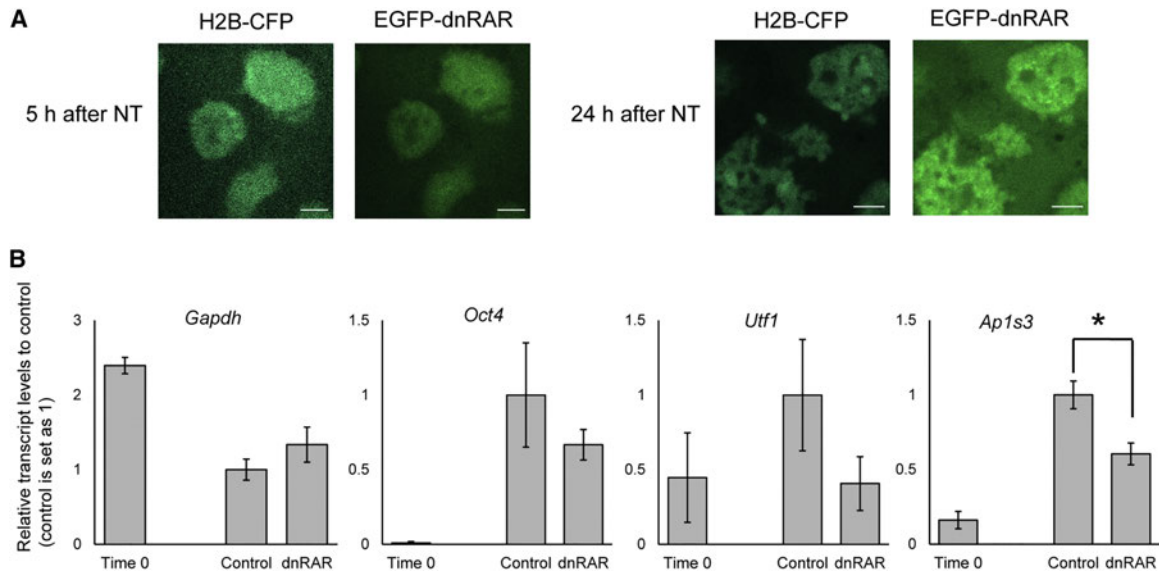 A
H2B-CFP EGFP-dnRAR H2B-CFP EGFP-dnRAR
5 h after NT 24 h after NT
B
Relative transcript levels to control
(control is set as 1)
Gapdh Oct4 Utf1 Ap1s3
*
3 1.5 1.5 1.5
2 1 1 1
1 0.5 0.5 0.5
0 0 0 0
Time 0 Control dnRAR Time 0 Control dnRAR Time 0 Control dnRAR Time 0 Control dnRAR